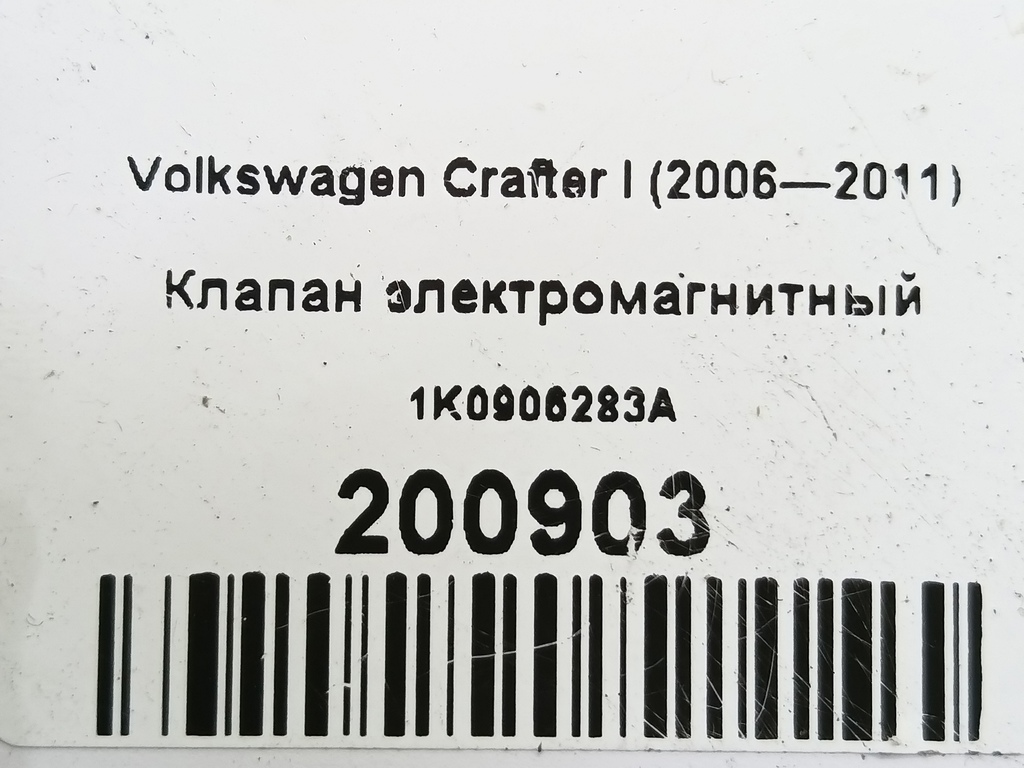 Volkswagen Crafter I (2006—2011)
Клапан электромагнитный
1K0906283A
200903